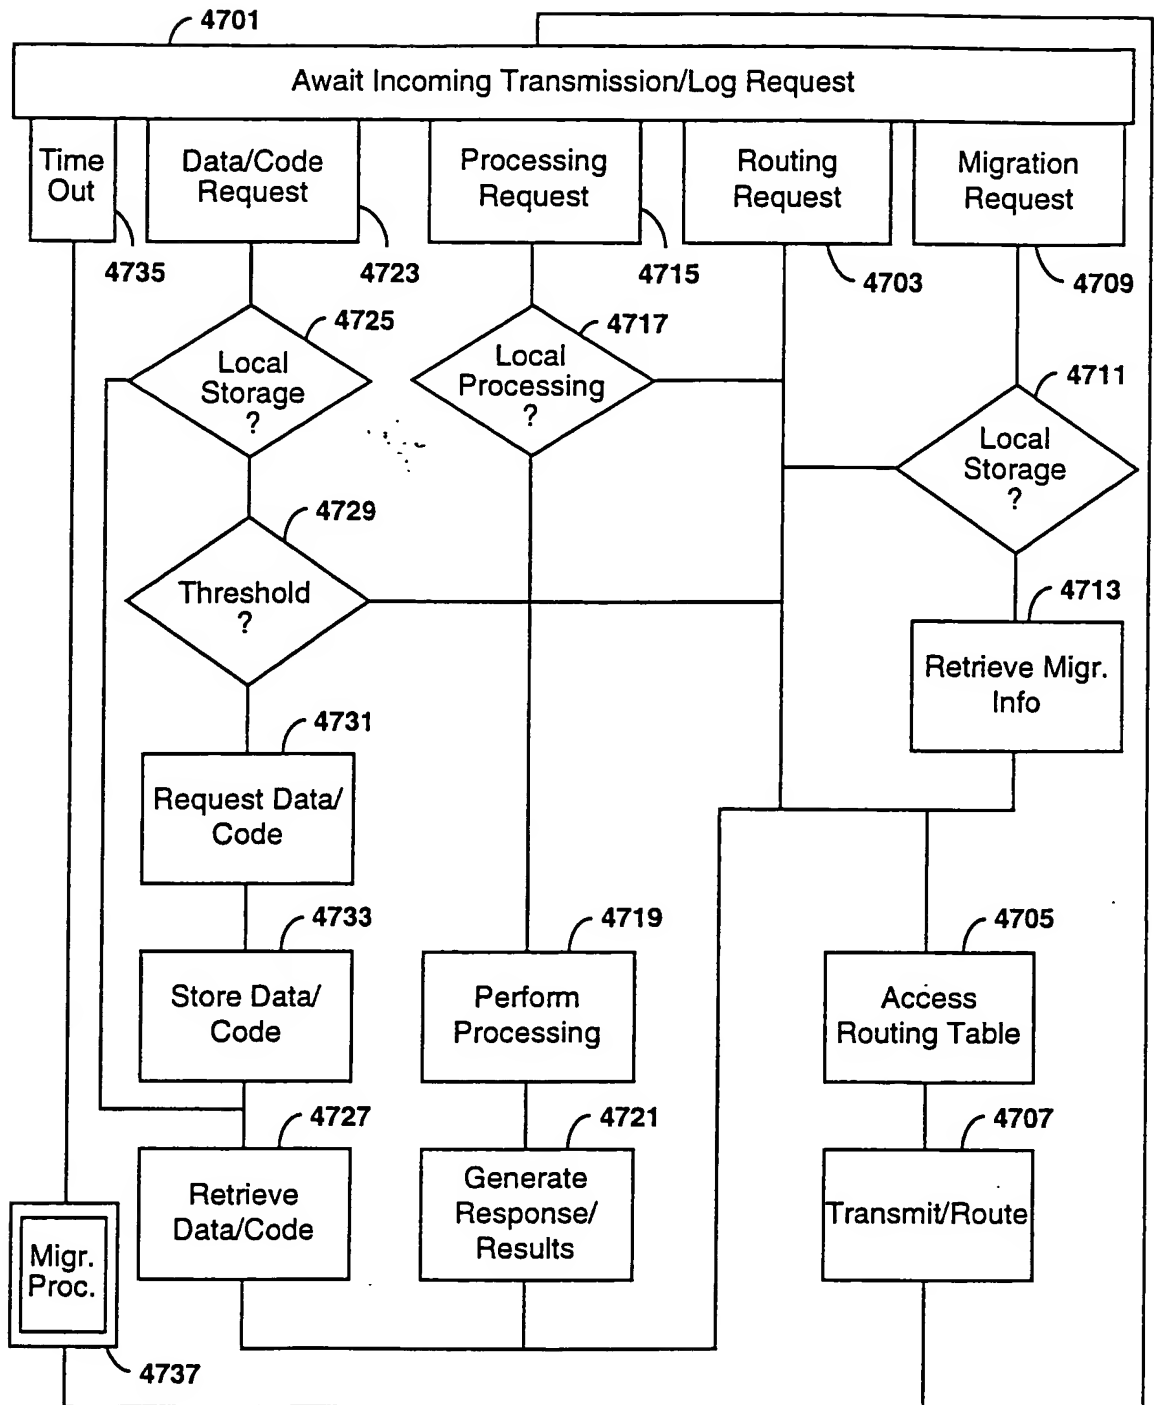 4701
Await Incoming Transmission/Log Request
Time
Out
Data/Code
Request
Processing
Request
Routing
Request
Migration
Request
4735
4723
4715
4703
4709
4725
Local
Storage
?
4717
Local
Processing
?
4711
Local
Storage
?
4729
Threshold
?
4713
Retrieve Migr.
Info
4731
Request Data/
Code
4733
Store Data/
Code
4719
Perform
Processing
4705
Access
Routing Table
4727
Retrieve
Data/Code
4721
Generate
Response/
Results
4707
Transmit/Route
Migr.
Proc.
4737